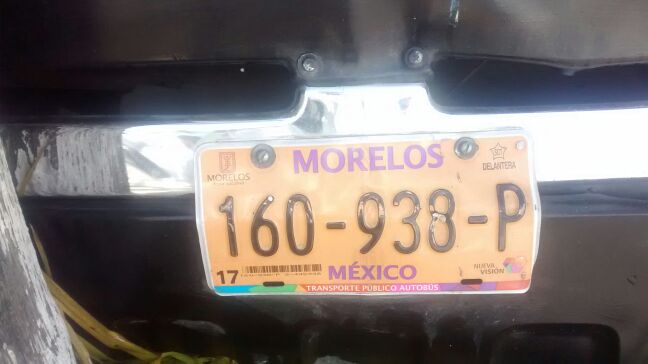 MORELOS
MORELOS
DELANTERA
160-938-P
17
MÉXICO
NUEVA
VISIÓN
TRANSPORTE PÚBLICO AUTOBÚS